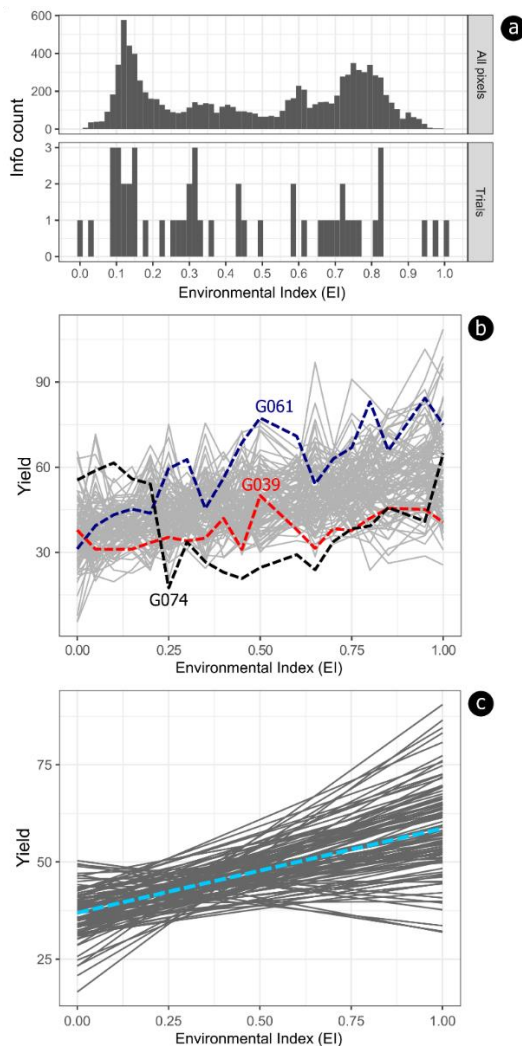 a
600
400
200
0
Info count
All pixels
3
2
1
0
Trials
0.0 0.1 0.2 0.3 0.4 0.5 0.6 0.7 0.8 0.9 1.0
Environmental Index (EI)
b
90
60
30
Yield
G061
G039
G074
0.00 0.25 0.50 0.75 1.00
Environmental Index (EI)
c
75
50
25
Yield
0.00 0.25 0.50 0.75 1.00
Environmental Index (EI)